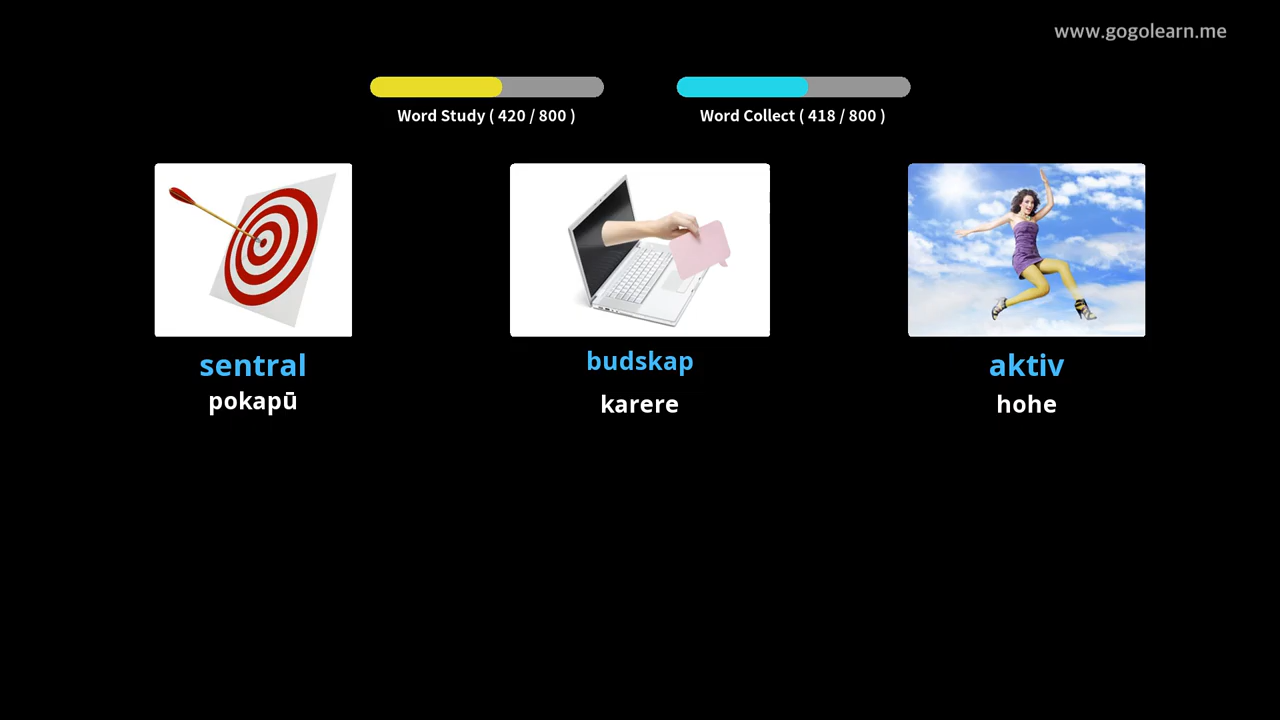 www.gogolearn.me
Word Study ( 420 / 800 )
Word Collect ( 418 / 800 )
sentral
pokapū
budskap
karere
aktiv
hohe